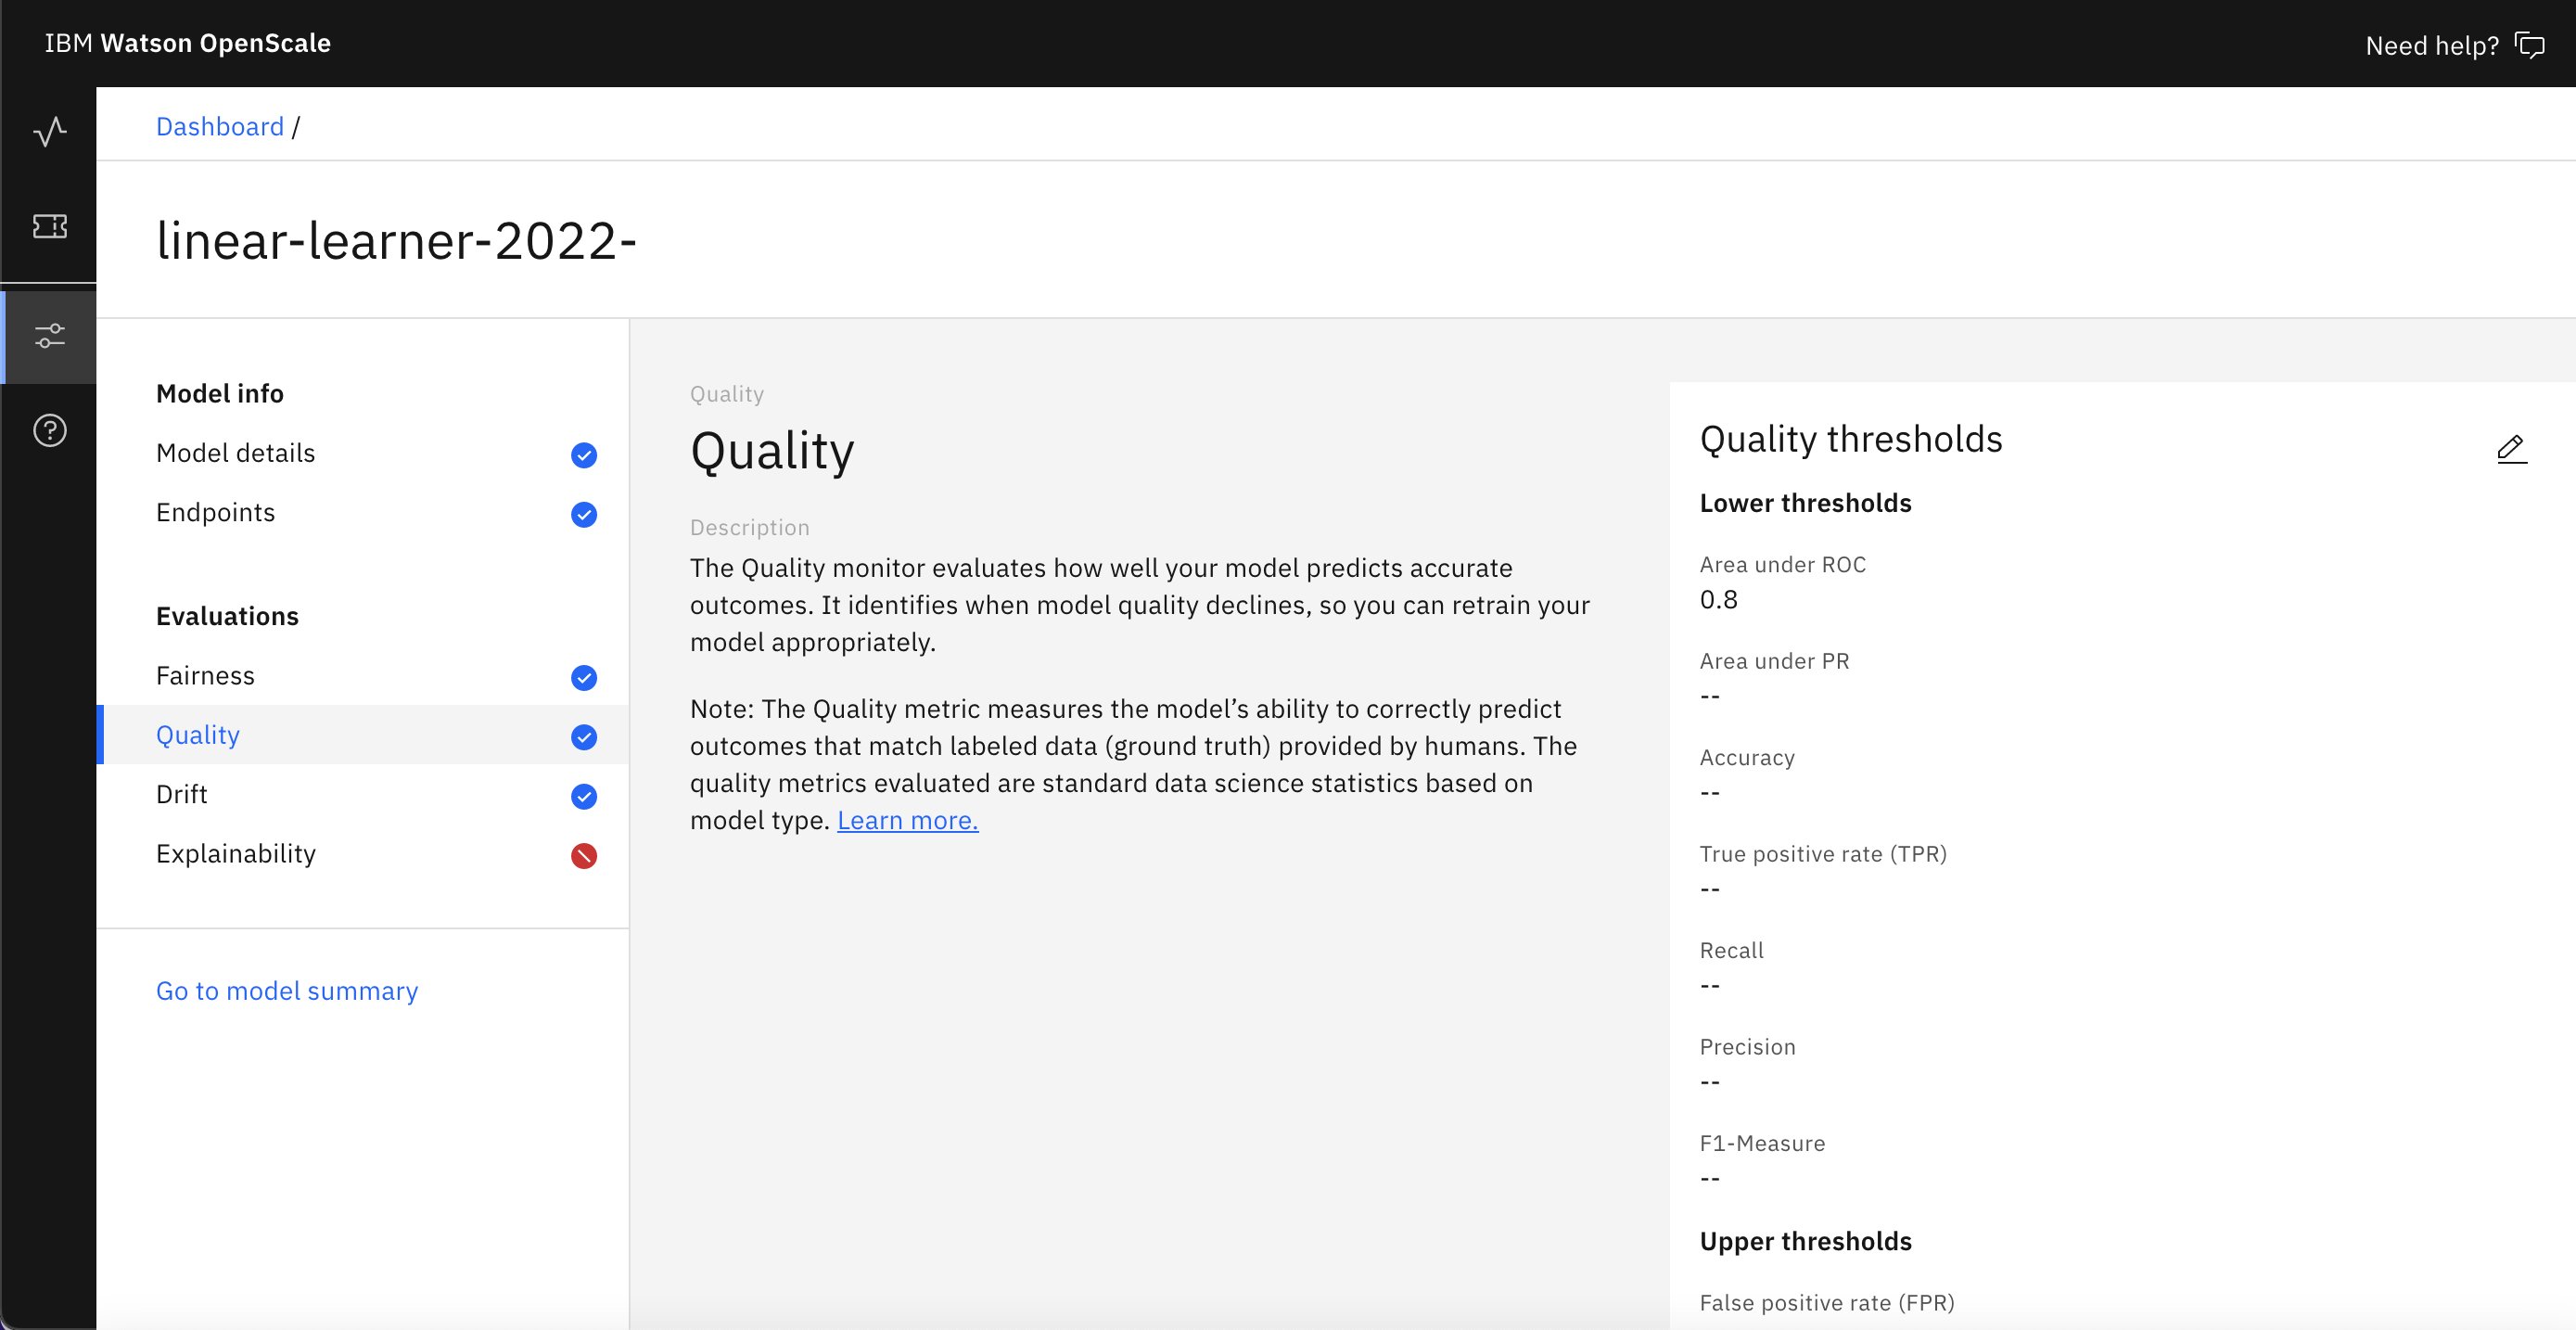 IBM Watson OpenScale
Need help?
Dashboard /
linear-learner-2022-
Model info
Model details
Endpoints
Evaluations
Fairness
Quality
Drift
Explainability
Go to model summary
Quality
Quality
Description
The Quality monitor evaluates how well your model predicts accurate
outcomes. It identifies when model quality declines, so you can retrain your
model appropriately.
Note: The Quality metric measures the model’s ability to correctly predict
outcomes that match labeled data (ground truth) provided by humans. The
quality metrics evaluated are standard data science statistics based on
model type. Learn more.
Quality thresholds
Lower thresholds
Area under ROC
0.8
Area under PR
--
Accuracy
--
True positive rate (TPR)
--
Recall
--
Precision
--
F1-Measure
--
Upper thresholds
False positive rate (FPR)